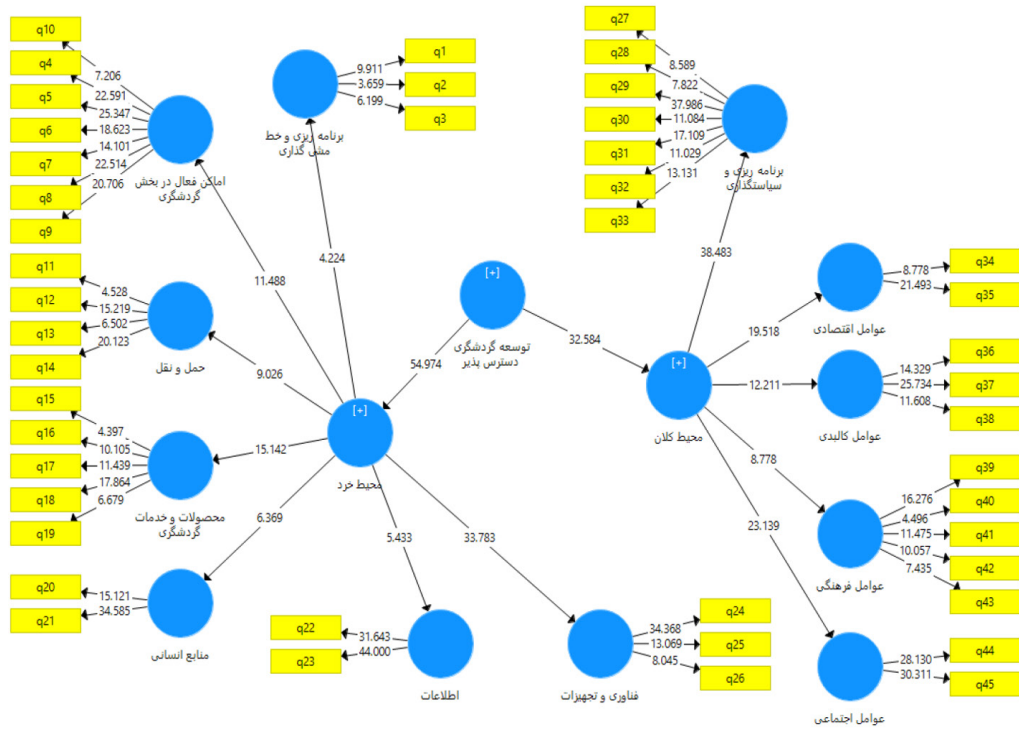 q10
q4
q5
q6
q7
q8
q9
7.206
22.591
25.347
18.623
14.101
22.514
20.706
اماکن فعال در بخش
گردشگری
q1
q2
q3
9.911
3.659
6.199
برنامه ریزی و خط
مشی گذاری
q27
q28
q29
q30
q31
q32
q33
8.589
7.822
37.986
11.084
17.109
11.029
13.131
برنامه ریزی و
سیاستگذاری
11.488
4.224
38.483
[+]
توسعه گردشگری
دسترس پذیر
54.974
32.584
q11
q12
q13
q14
4.528
15.219
6.502
20.123
حمل و نقل
9.026
q34
q35
8.778
21.493
عوامل اقتصادی
19.518
[+]
محیط کلان
12.211
q36
q37
q38
14.329
25.734
11.608
عوامل کالبدی
q15
q16
q17
q18
q19
4.397
10.105
11.439
17.864
6.679
محصولات و خدمات
گردشگری
15.142
[+]
محیط خرد
8.778
q39
q40
q41
q42
q43
16.276
4.496
11.475
10.057
7.435
عوامل فرهنگی
6.369
5.433
33.783
23.139
q20
q21
15.121
34.585
منابع انسانی
q22
q23
31.643
44.000
اطلاعات
q24
q25
q26
34.368
13.069
8.045
فناوری و تجهیزات
q44
q45
28.130
30.311
عوامل اجتماعی